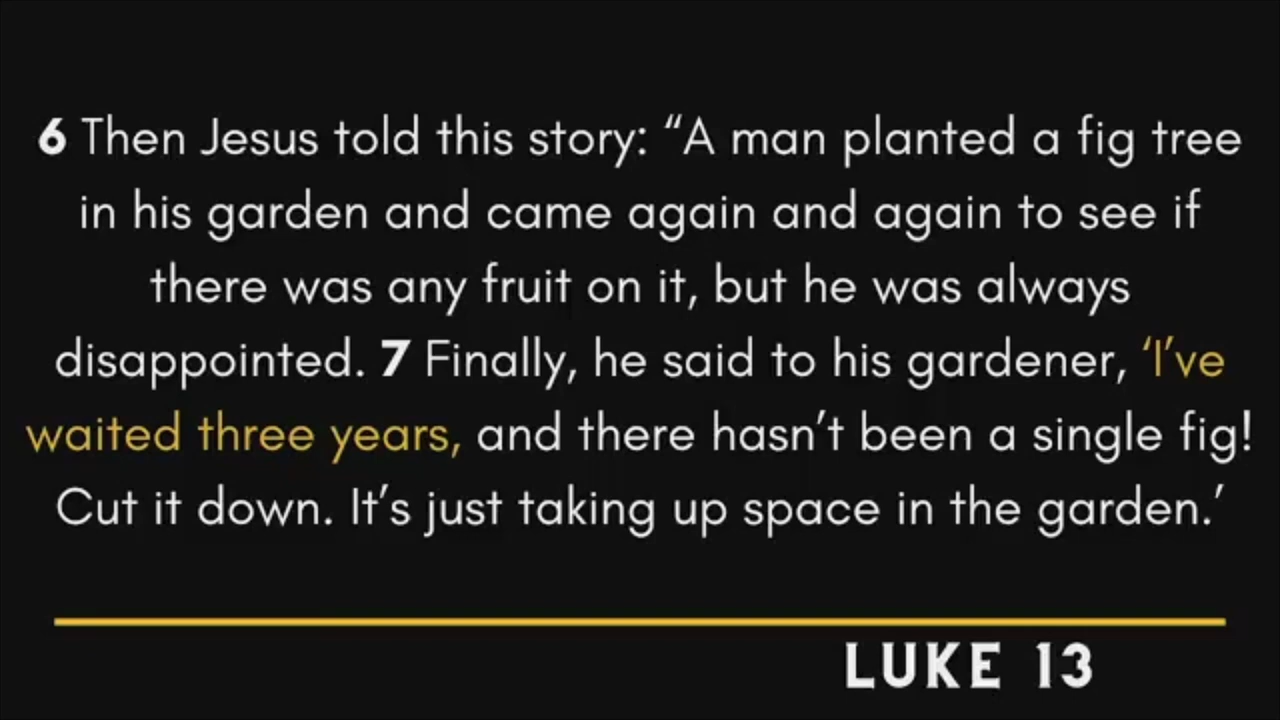 6 Then Jesus told this story: “A man planted a fig tree
in his garden and came again and again to see if
there was any fruit on it, but he was always
disappointed. 7 Finally, he said to his gardener, ‘I’ve
waited three years, and there hasn’t been a single fig!
Cut it down. It’s just taking up space in the garden.’
LUKE 13